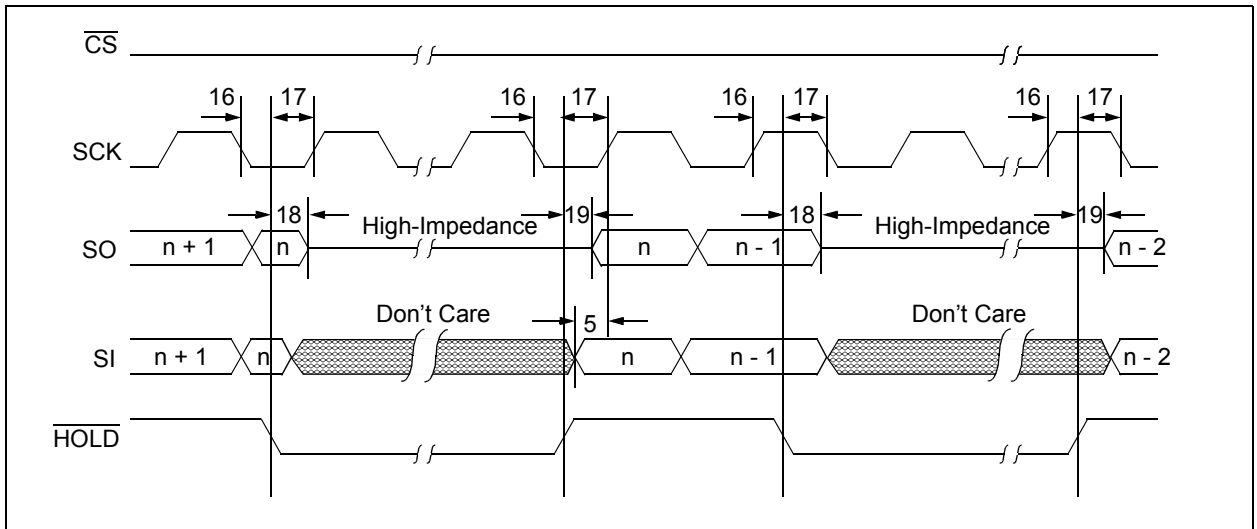 CS
16 17 16 17 16 17 16 17
SCK
18 High-Impedance 19 18 High-Impedance 19
SO n + 1 n n n - 1 n - 2
Don't Care 5 Don't Care
SI n + 1 n n n - 1 n - 2
HOLD